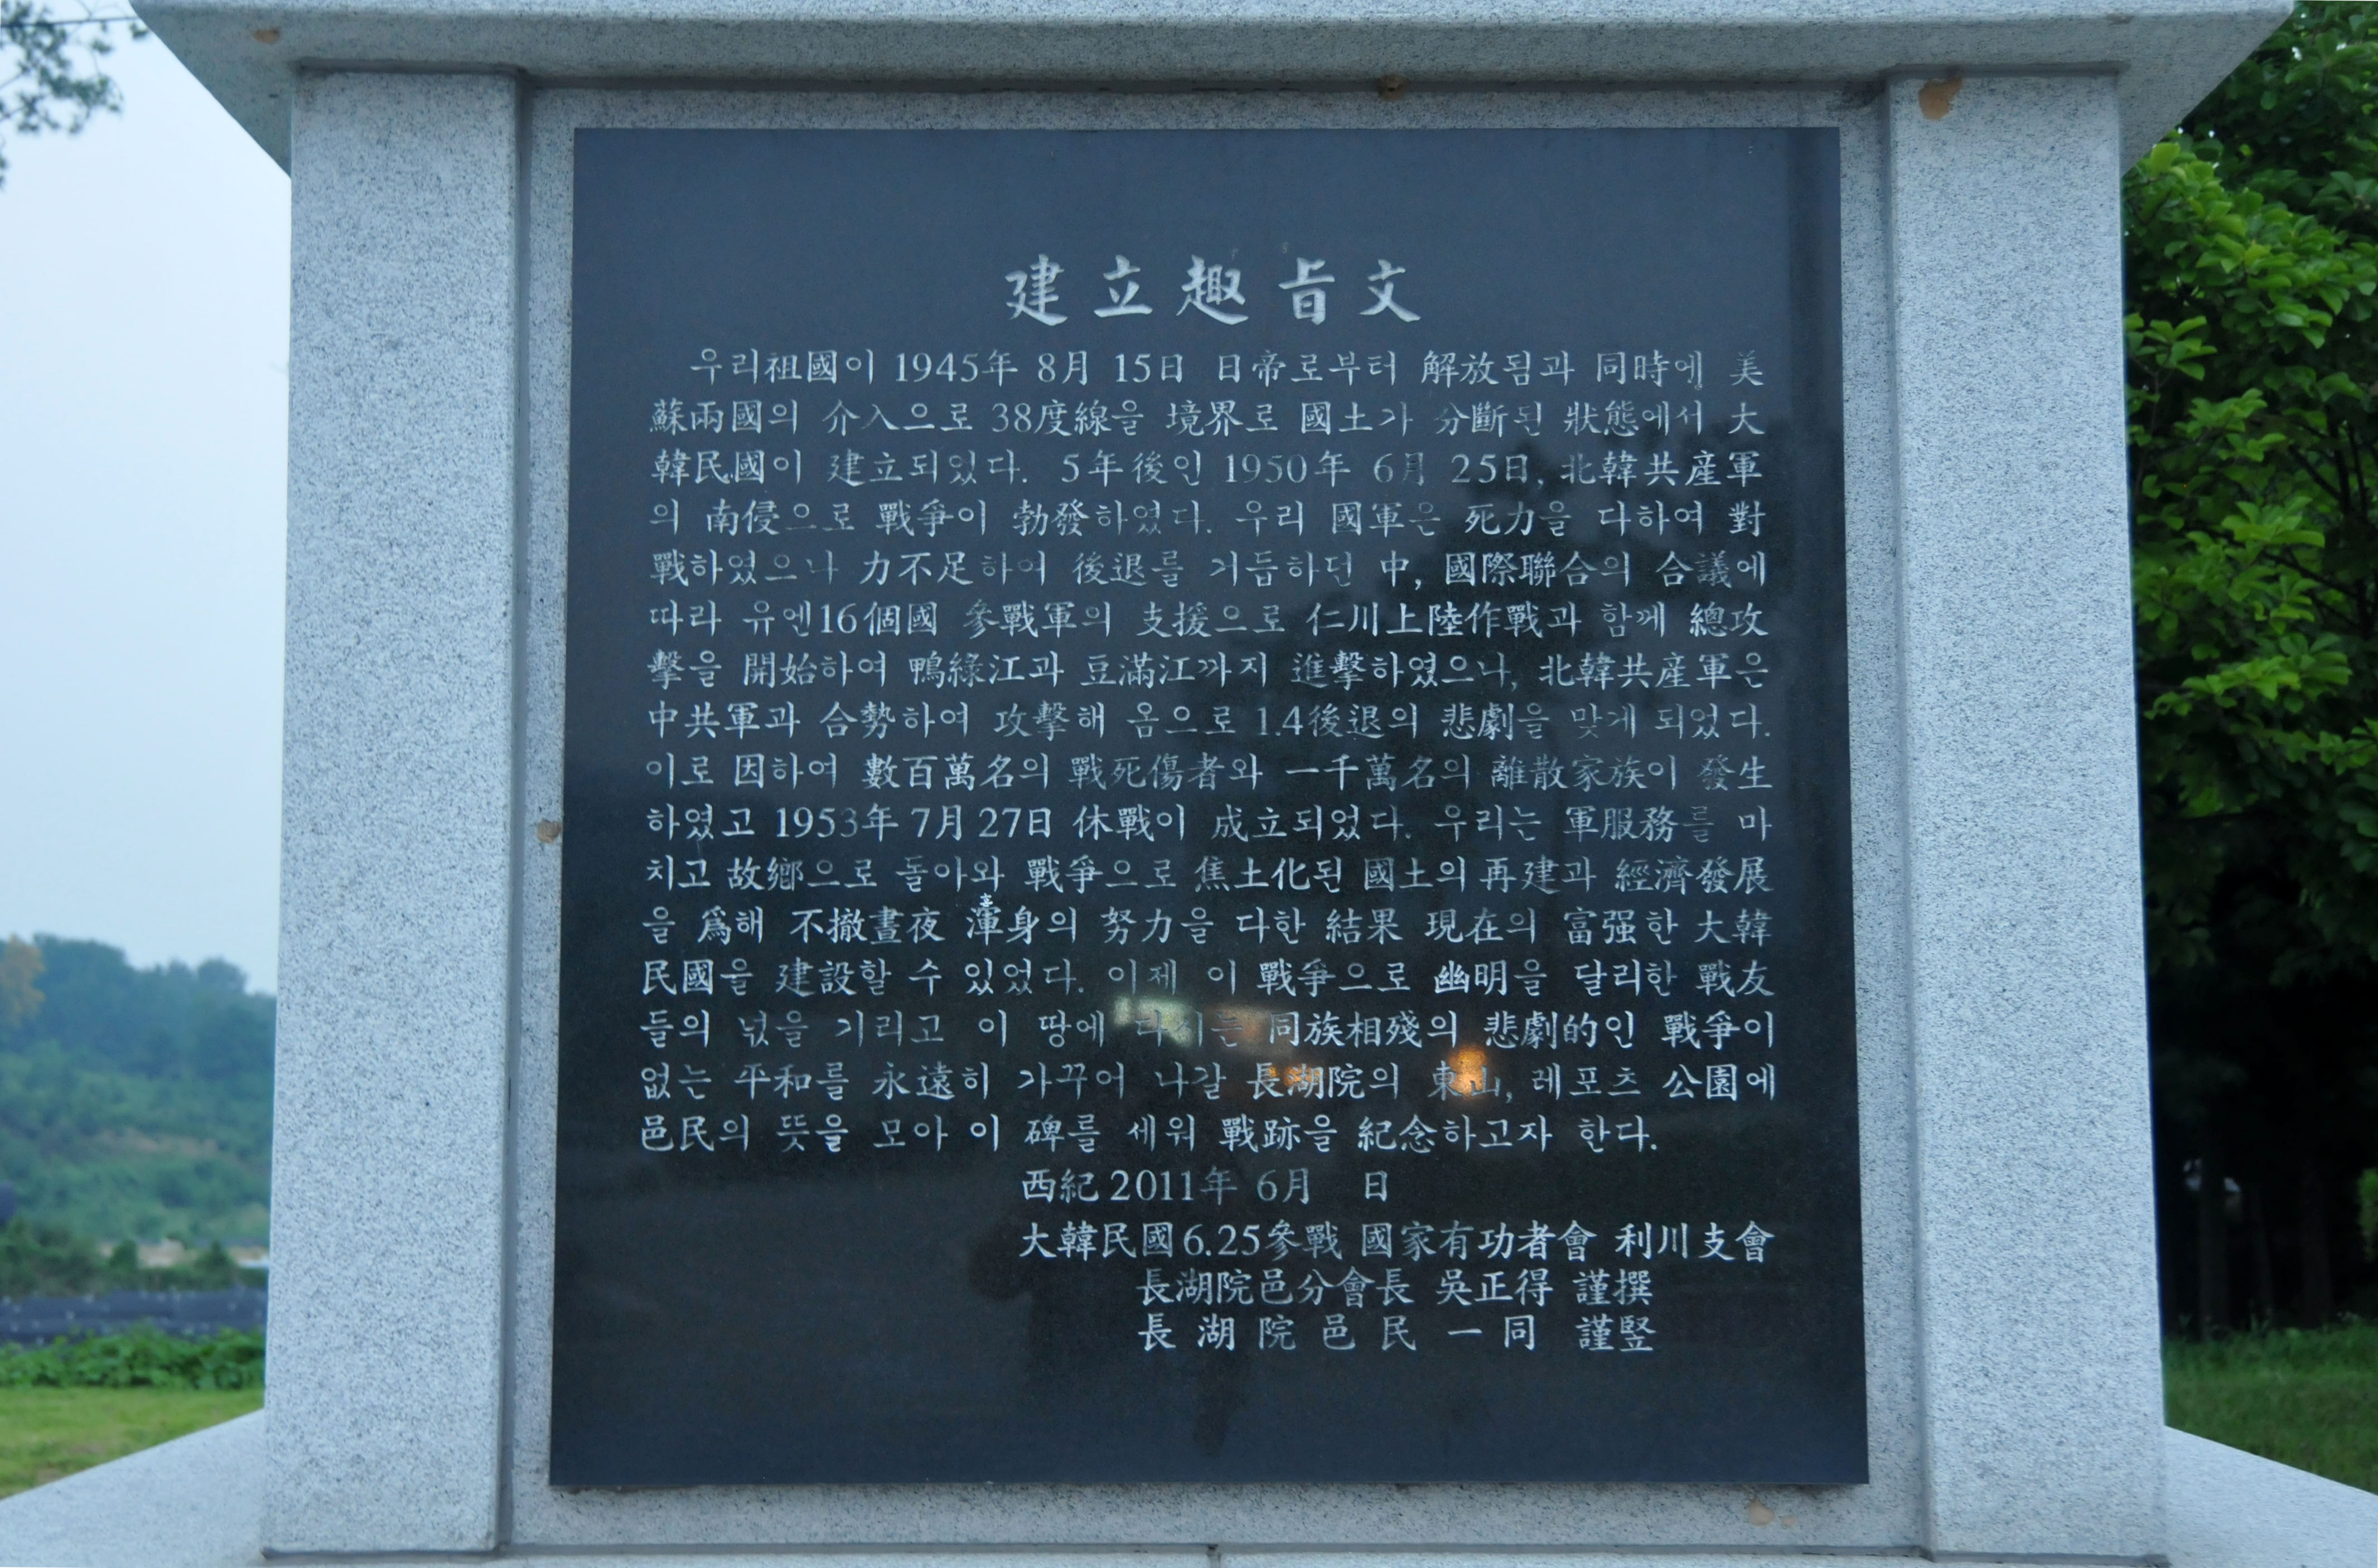 建立趣旨文
우리祖國이 1945年 8月 15日 日帝로부터 解放됨과 同時에 美
蘇兩國의 介入으로 38度線을 境界로 國土가 分斷된 狀態에서 大
韓民國이 建立되있다. 5年後인 1950年 6月 25日, 北韓共産軍
의 南侵으로 戰爭이 勃發하였다. 우리 國軍은 死力을 다하여 對
戰하였으나 力不足하여 後退를 거듭하던 中, 國際聯合의 合議에
따라 유엔16個國 參戰軍의 支援으로 仁川上陸作戰과 함께 總攻
擊을 開始하여 鴨綠江과 豆滿江까지 進擊하였으나, 北韓共産軍은
中共軍과 合勢하여 攻擊해 옴으로 1.4後退의 悲劇을 맞게 되었다.
이로 因하여 數百萬名의 戰死傷者와 一千萬名의 離散家族이 發生
하였고 1953年 7月 27日 休戰이 成立되었다. 우리는 軍服務를 마
치고 故鄕으로 돌아와 戰爭으로 焦土化된 國土의 再建과 經濟發展
을 爲해 不撤晝夜 渾身의 努力을 다한 結果 現在의 富强한 大韓
民國을 建設할 수 있었다. 이제 이 戰爭으로 幽明을 달리한 戰友
들의 넋을 기리고 이 땅에 다시는 同族相殘의 悲劇的인 戰爭이
없는 平和를 永遠히 가꾸어 나갈 長湖院의 東山, 레포츠 公園에
邑民의 뜻을 모아 이 碑를 세워 戰跡을 紀念하고자 한다.
西紀 2011年 6月 日
大韓民國6.25參戰 國家有功者會 利川支會
長湖院邑分會長 吳正得 謹撰
長湖院邑民一同 謹竪